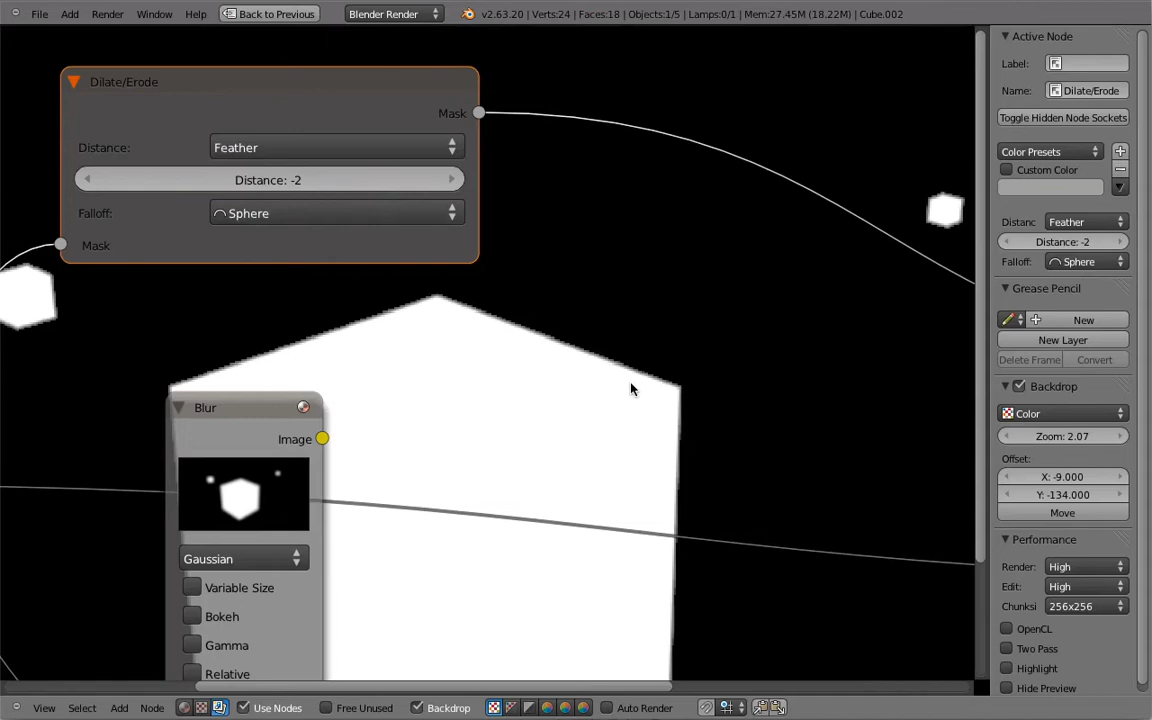 File Add Render Window Help Back to Previous Blender Render v2.63.20 | Verts:24 | Faces:18 | Objects:1/5 | Lamps:0/1 | Mem:27.45M (18.22M) | Cube.002
Dilate/Erode
Mask
Distance: Feather
Distance: -2
Falloff: Sphere
Mask
Blur
Image
Gaussian
Variable Size
Bokeh
Gamma
Relative
Active Node
Label:
Name: Dilate/Erode
Toggle Hidden Node Sockets
Color Presets
Custom Color
Distanc Feather
Distance: -2
Falloff: Sphere
Grease Pencil
New
New Layer
Delete Frame Convert
Backdrop
Color
Zoom: 2.07
Offset:
X: -9.000
Y: -134.000
Move
Performance
Render: High
Edit: High
Chunksi 256x256
OpenCL
Two Pass
Highlight
Hide Preview
View Select Add Node Use Nodes Free Unused Backdrop Auto Render